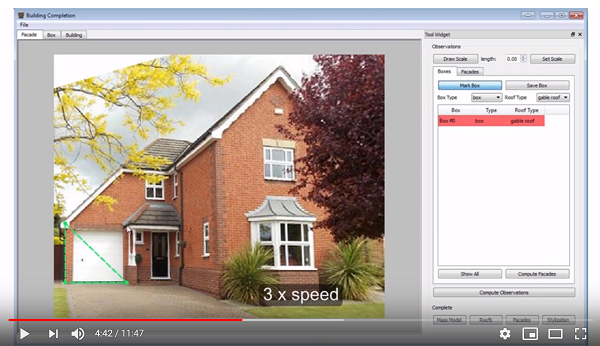 Building Completion
File
Facade Box Building
Tool Widget
Observations
Draw Scale length: 0.00 Set Scale
Boxes Facades
Mark Box Save Box
Box Type box Roof Type gable roof
Box Type Roof Type
Box #0 box gable roof
Show All Compute Facades
Compute Observations
Complete
Mass Model Roofs Facades Stylization
3 x speed
4:42 / 11:47